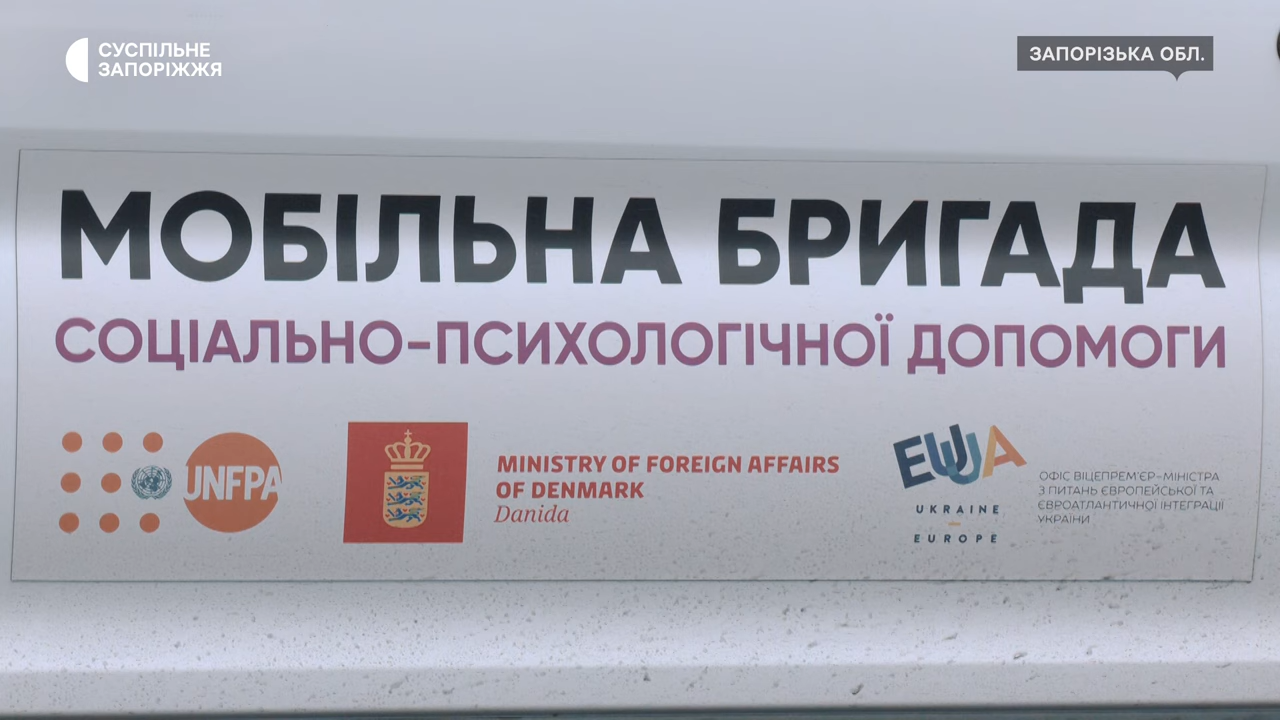 СУСПІЛЬНЕ
ЗАПОРІЖЖЯ
ЗАПОРІЗЬКА ОБЛ.
МОБІЛЬНА БРИГАДА
СОЦІАЛЬНО-ПСИХОЛОГІЧНОЇ ДОПОМОГИ
UNFPA
MINISTRY OF FOREIGN AFFAIRS
OF DENMARK
Danida
EUUA
UKRAINE
EUROPE
ОФІС ВІЦЕПРЕМ'ЄР-МІНІСТРА
З ПИТАНЬ ЄВРОПЕЙСЬКОЇ ТА
ЄВРОАТЛАНТИЧНОЇ ІНТЕГРАЦІЇ
УКРАЇНИ